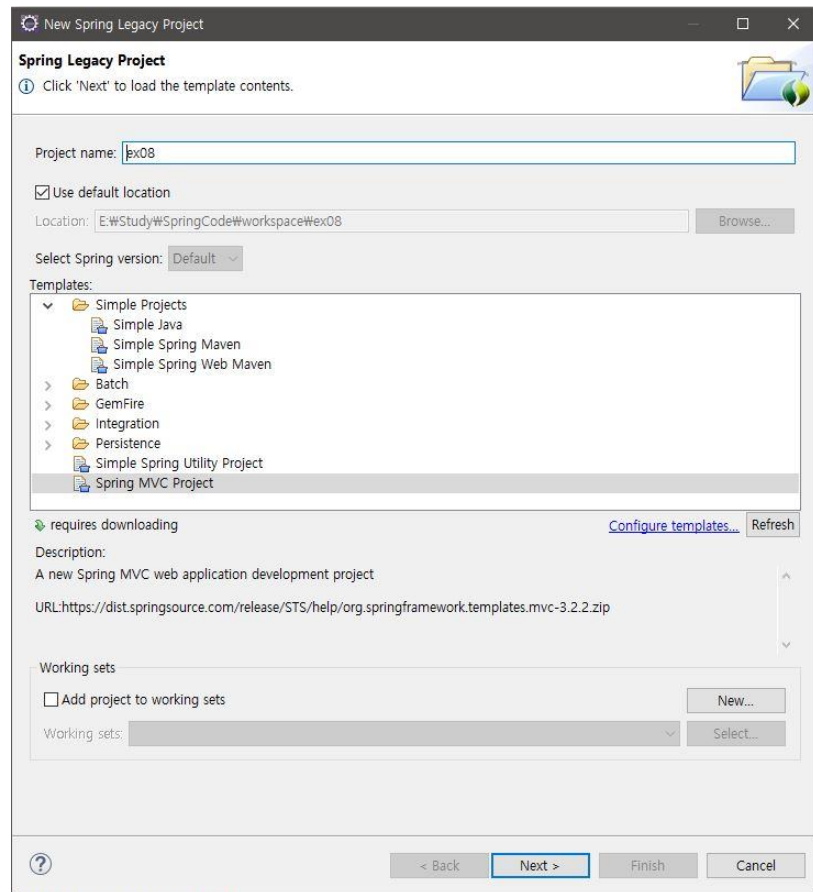 New Spring Legacy Project
Spring Legacy Project
Click 'Next' to load the template contents.
Project name: ex08
Use default location
Location: E:₩Study₩SpringCode₩workspace₩ex08 Browse...
Select Spring version: Default
Templates:
Simple Projects
Simple Java
Simple Spring Maven
Simple Spring Web Maven
Batch
GemFire
Integration
Persistence
Simple Spring Utility Project
Spring MVC Project
requires downloading Configure templates... Refresh
Description:
A new Spring MVC web application development project
URL:https://dist.springsource.com/release/STS/help/org.springframework.templates.mvc-3.2.2.zip
Working sets
Add project to working sets New...
Working sets: Select...
? < Back Next > Finish Cancel